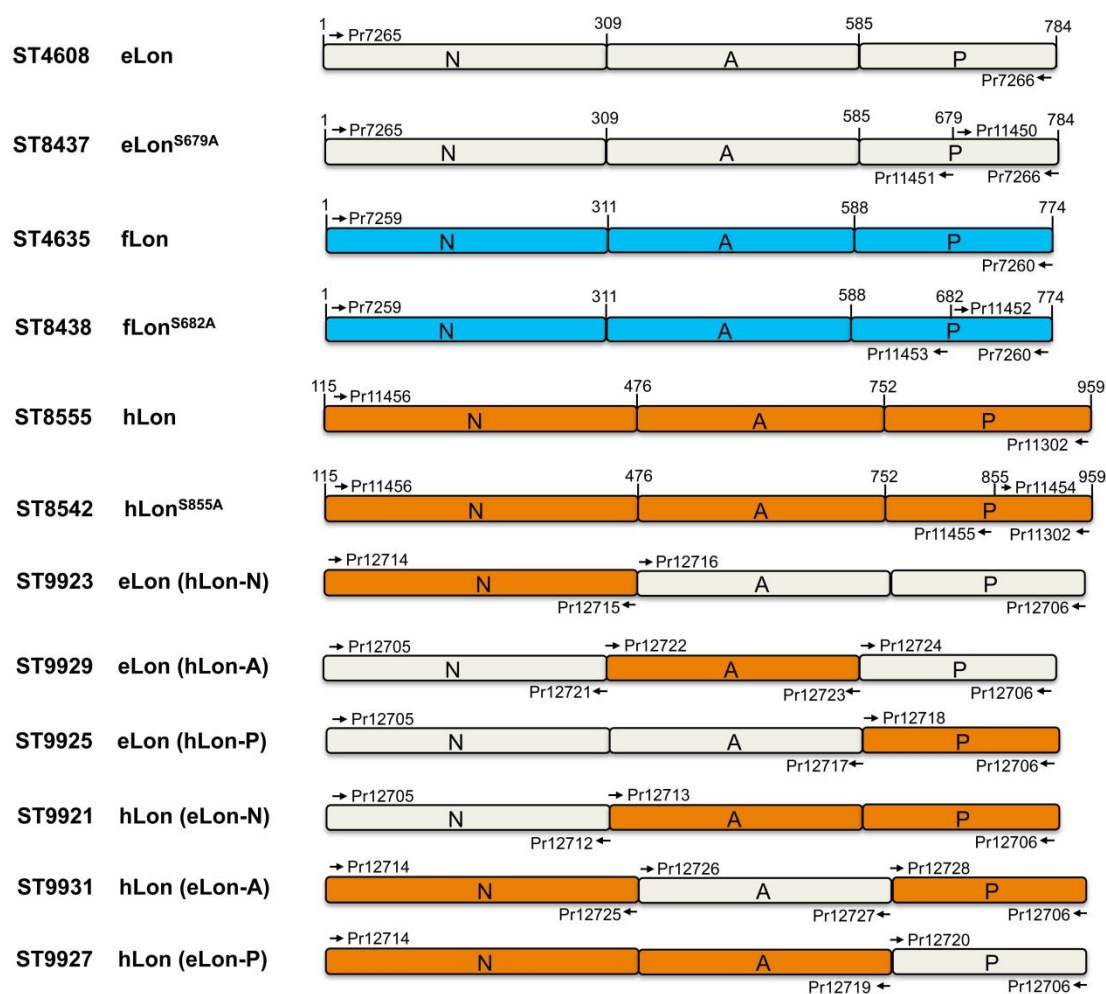 1 309 585 784
Pr7265
ST4608 eLon N A P
Pr7266
1 309 585 679 784
Pr7265 Pr11450
ST8437 eLonS679A N A P
Pr11451 Pr7266
1 311 588 774
Pr7259
ST4635 fLon N A P
Pr7260
1 311 588 682 774
Pr7259 Pr11452
ST8438 fLonS682A N A P
Pr11453 Pr7260
115 476 752 959
Pr11456
ST8555 hLon N A P
Pr11302
115 476 752 855 959
Pr11456 Pr11454
ST8542 hLonS855A N A P
Pr11455 Pr11302
Pr12714 Pr12716
ST9923 eLon (hLon-N) N A P
Pr12715 Pr12706
Pr12705 Pr12722 Pr12724
ST9929 eLon (hLon-A) N A P
Pr12721 Pr12723 Pr12706
Pr12705 Pr12718
ST9925 eLon (hLon-P) N A P
Pr12717 Pr12706
Pr12705 Pr12713
ST9921 hLon (eLon-N) N A P
Pr12712 Pr12706
Pr12714 Pr12726 Pr12728
ST9931 hLon (eLon-A) N A P
Pr12725 Pr12727 Pr12706
Pr12714 Pr12720
ST9927 hLon (eLon-P) N A P
Pr12719 Pr12706